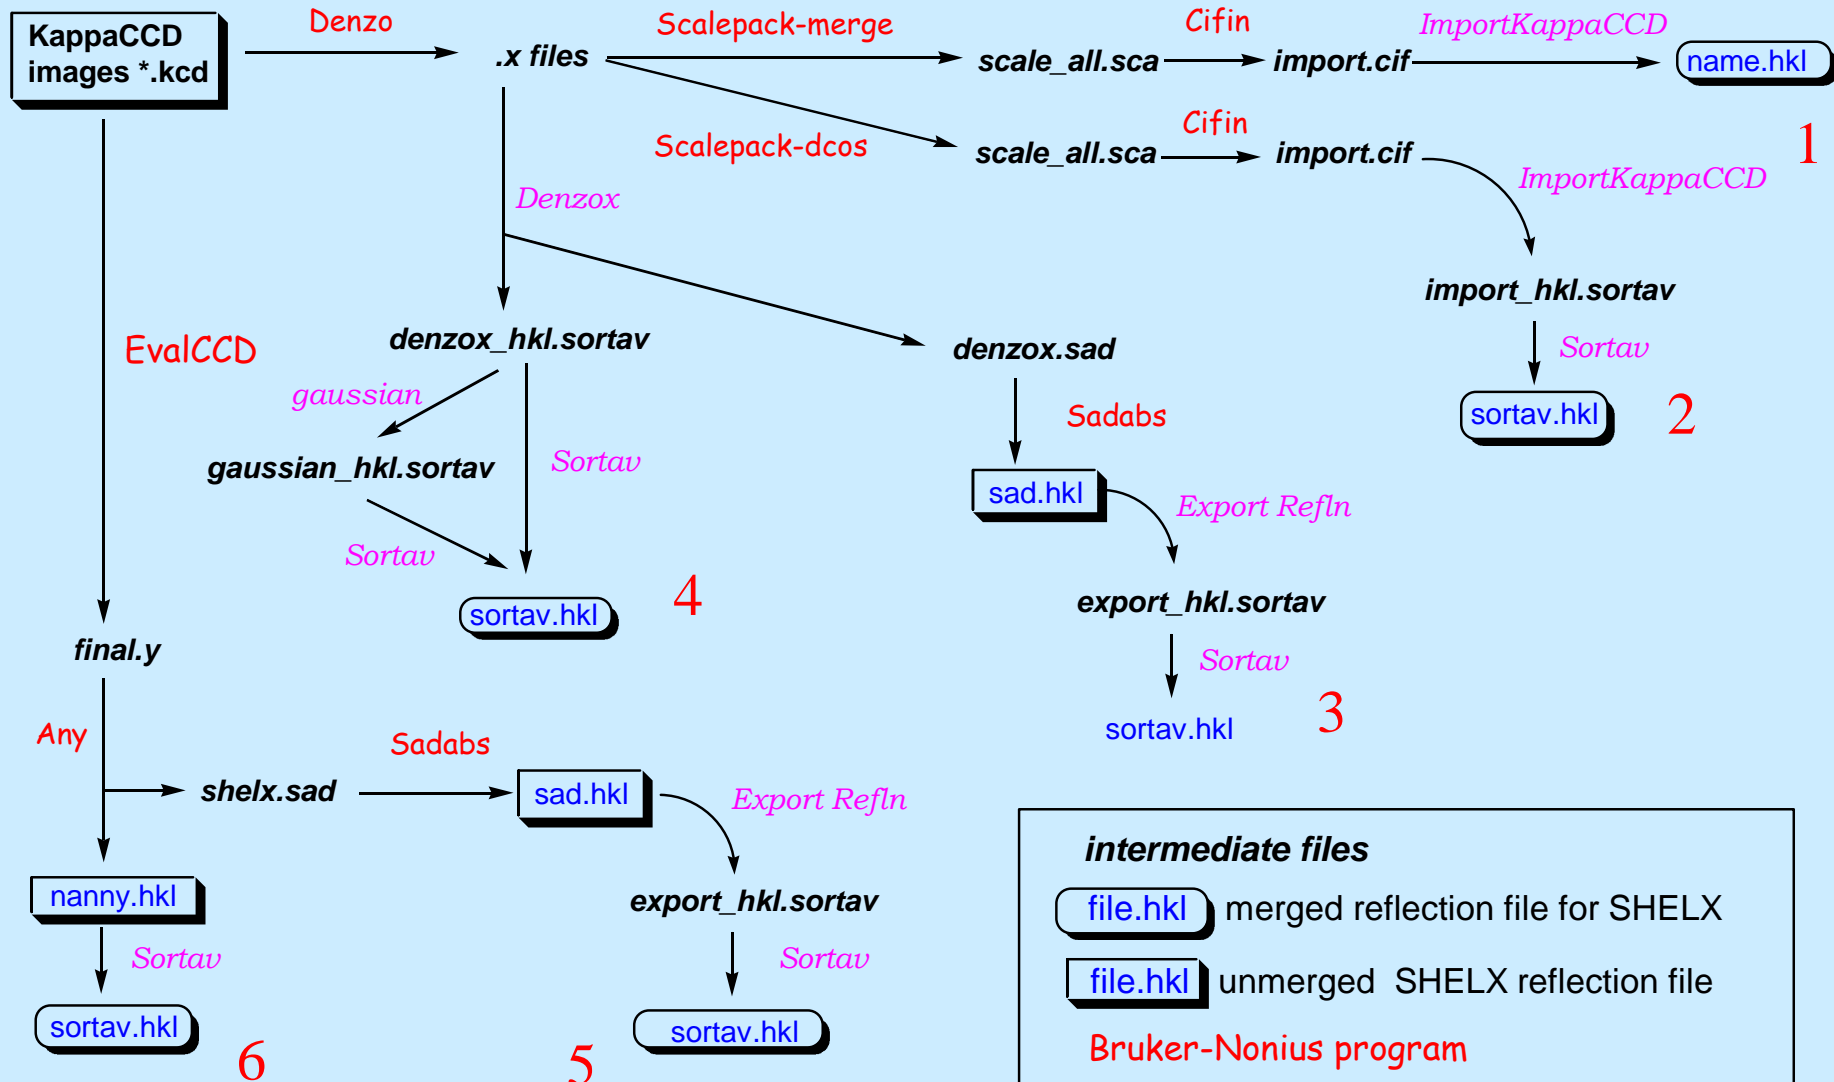 KappaCCD
images *.kcd
Denzo
.x files
Scalepack-merge
scale_all.sca
Cifin
import.cif
ImportKappaCCD
name.hkl
1
Scalepack-dcos
scale_all.sca
Cifin
import.cif
ImportKappaCCD
import_hkl.sortav
Sortav
sortav.hkl
2
Denzox
denzox_hkl.sortav
gaussian
gaussian_hkl.sortav
Sortav
Sortav
sortav.hkl
4
denzox.sad
Sadabs
sad.hkl
Export Refln
export_hkl.sortav
Sortav
sortav.hkl
3
EvalCCD
final.y
Any
shelx.sad
Sadabs
sad.hkl
Export Refln
export_hkl.sortav
Sortav
sortav.hkl
5
nanny.hkl
Sortav
sortav.hkl
6
intermediate files
file.hkl merged reflection file for SHELX
file.hkl unmerged SHELX reflection file
Bruker-Nonius program